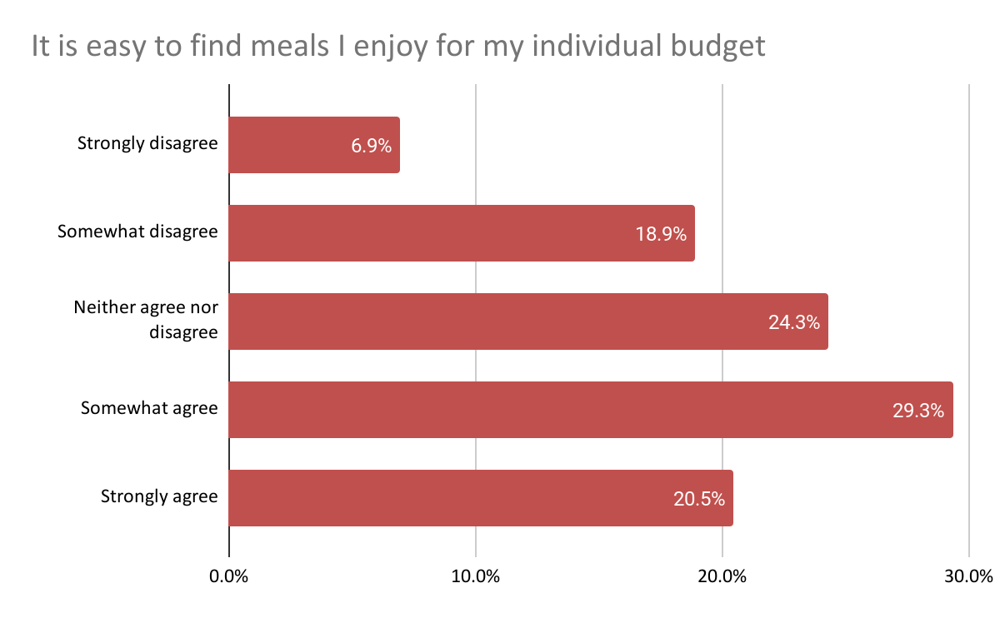 It is easy to find meals I enjoy for my individual budget
Strongly disagree
6.9%
Somewhat disagree
18.9%
Neither agree nor
disagree
24.3%
Somewhat agree
29.3%
Strongly agree
20.5%
0.0%
10.0%
20.0%
30.0%